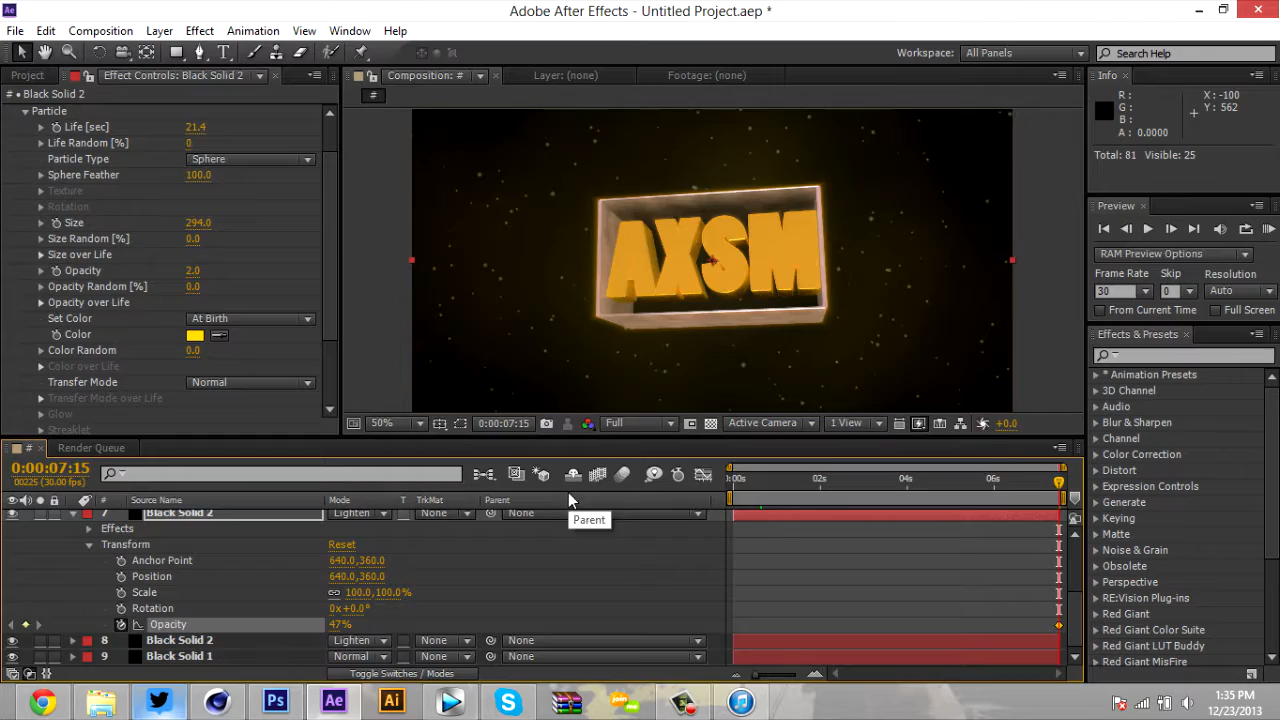 Adobe After Effects - Untitled Project.aep *
File Edit Composition Layer Effect Animation View Window Help
Workspace: All Panels Search Help
Project Effect Controls: Black Solid 2
# • Black Solid 2
Particle
Life [sec] 21.4
Life Random [%] 0
Particle Type Sphere
Sphere Feather 100.0
Texture
Rotation
Size 294.0
Size Random [%] 0.0
Size over Life
Opacity 2.0
Opacity Random [%] 0.0
Opacity over Life
Set Color At Birth
Color
Color Random 0.0
Color over Life
Transfer Mode Normal
Transfer Mode over Life
Glow
Streaklet
Composition: # Layer: (none) Footage: (none)
#
AXSM
50% 0:00:07:15 Full Active Camera 1 View +0.0
Info
R: X: -100
G: Y: 562
B:
A: 0.0000
Total: 81 Visible: 25
Preview
RAM Preview Options
Frame Rate Skip Resolution
30 0 Auto
From Current Time Full Screen
Effects & Presets
* Animation Presets
3D Channel
Audio
Blur & Sharpen
Channel
Color Correction
Distort
Expression Controls
Generate
Keying
Matte
Noise & Grain
Obsolete
Perspective
RE:Vision Plug-ins
Red Giant
Red Giant Color Suite
Red Giant LUT Buddy
Red Giant MisFire
# Render Queue
0:00:07:15
00225 (30.00 fps)
:00s 02s 04s 06s
# Source Name Mode T TrkMat Parent
Parent
7 Black Solid 2 Lighten None None
Effects
Transform Reset
Anchor Point 640.0,360.0
Position 640.0,360.0
Scale 100.0,100.0%
Rotation 0x+0.0°
Opacity 47%
8 Black Solid 2 Lighten None None
9 Black Solid 1 Normal None None
Toggle Switches / Modes
Ps Ae Ai join me
1:35 PM
12/23/2013